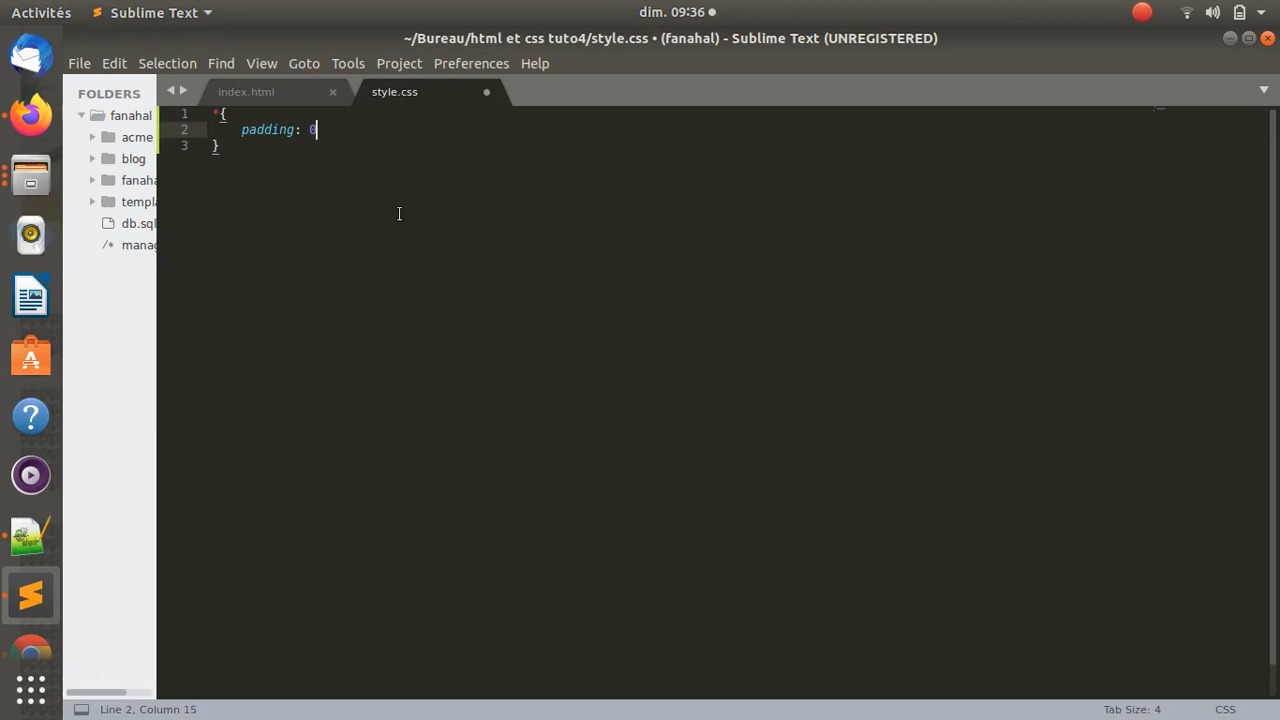 Activités Sublime Text dim. 09:36
~/Bureau/html et css tuto4/style.css • (fanahal) - Sublime Text (UNREGISTERED)
File Edit Selection Find View Goto Tools Project Preferences Help
FOLDERS
fanahal
acme
blog
fanaha
templa
db.sql
/* manag
index.html × style.css
1 *{
2 padding: 0
3 }
Line 2, Column 15 Tab Size: 4 CSS